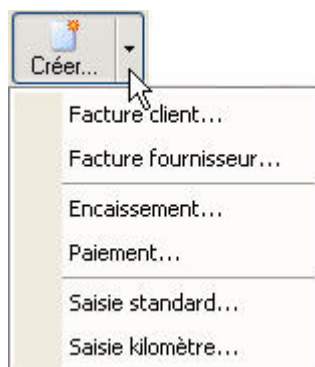 Créer...
Facture client...
Facture fournisseur...
Encaissement...
Paiement...
Saisie standard...
Saisie kilomètre...